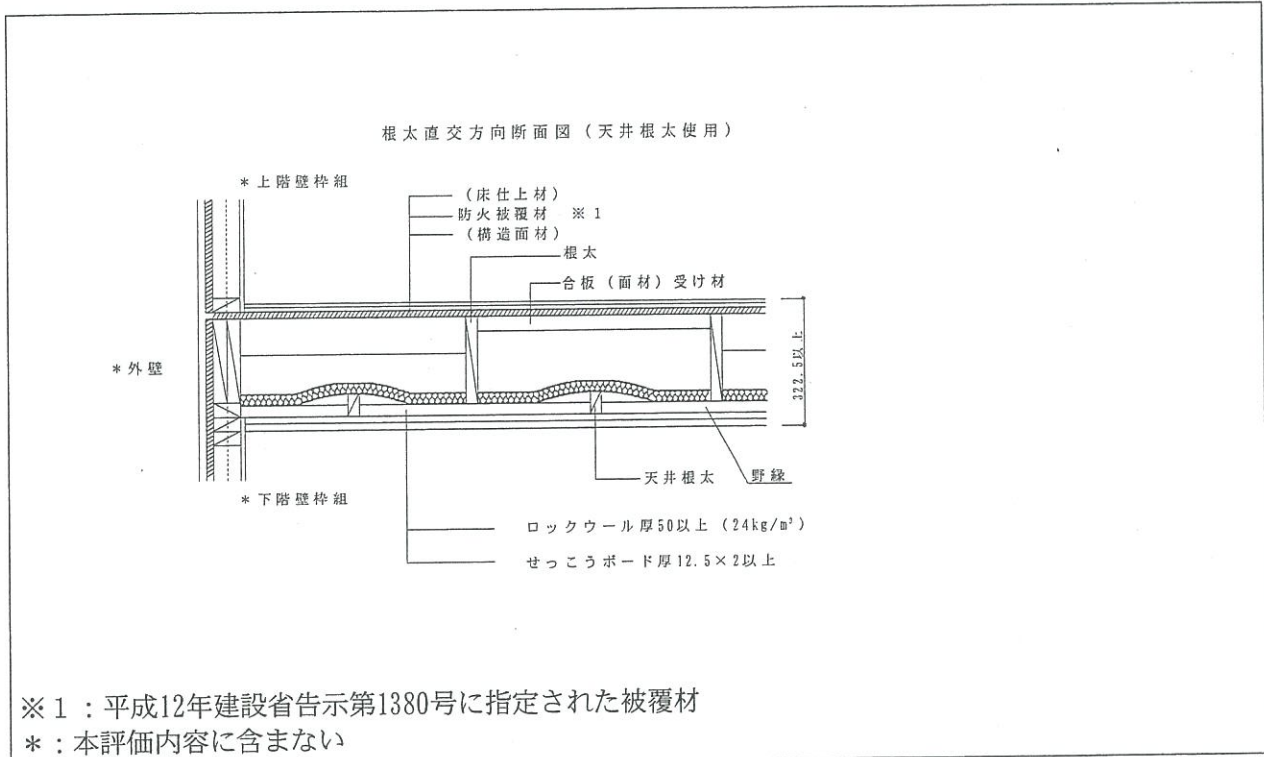 根太直交方向断面図（天井根太使用）
＊上階壁枠組
（床仕上材）
防火被覆材　※1
（構造面材）
根太
合板（面材）受け材
＊外壁
322.5以上
天井根太
野縁
＊下階壁枠組
ロックウール厚50以上（24kg/m³）
せっこうボード厚12.5×2以上
※1：平成12年建設省告示第1380号に指定された被覆材
＊：本評価内容に含まない